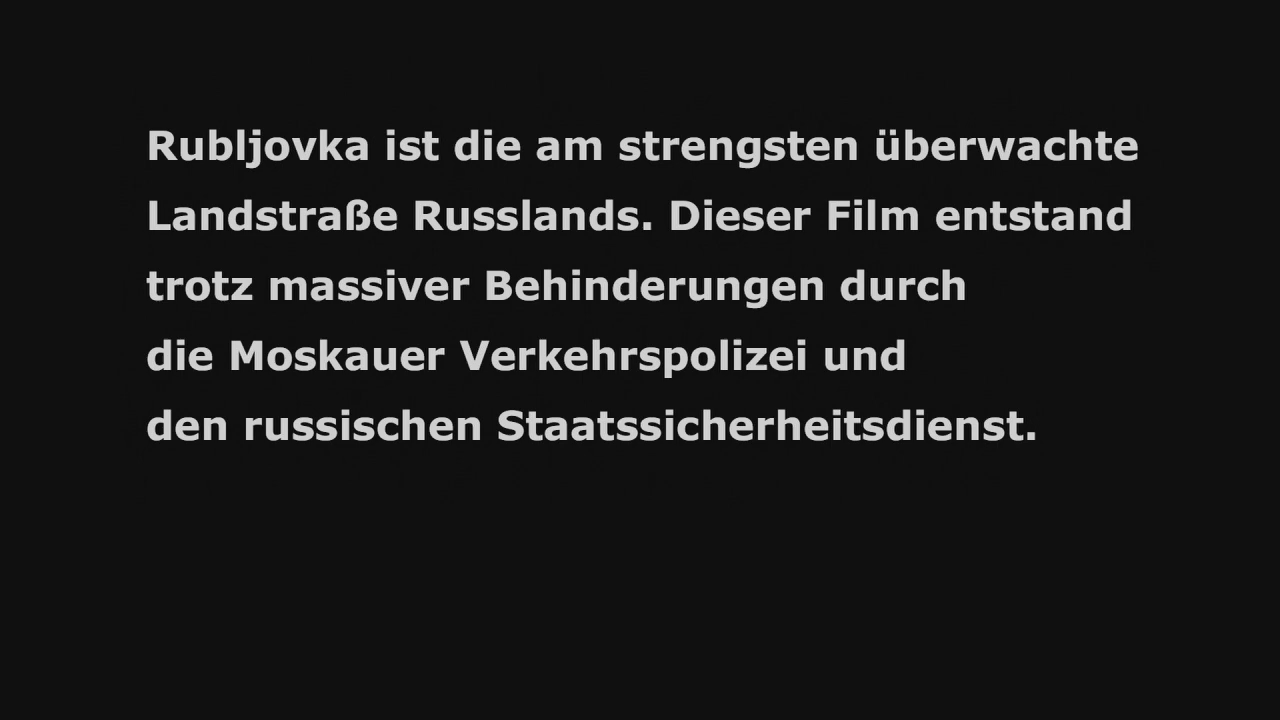 Rubljovka ist die am strengsten überwachte
Landstraße Russlands. Dieser Film entstand
trotz massiver Behinderungen durch
die Moskauer Verkehrspolizei und
den russischen Staatssicherheitsdienst.